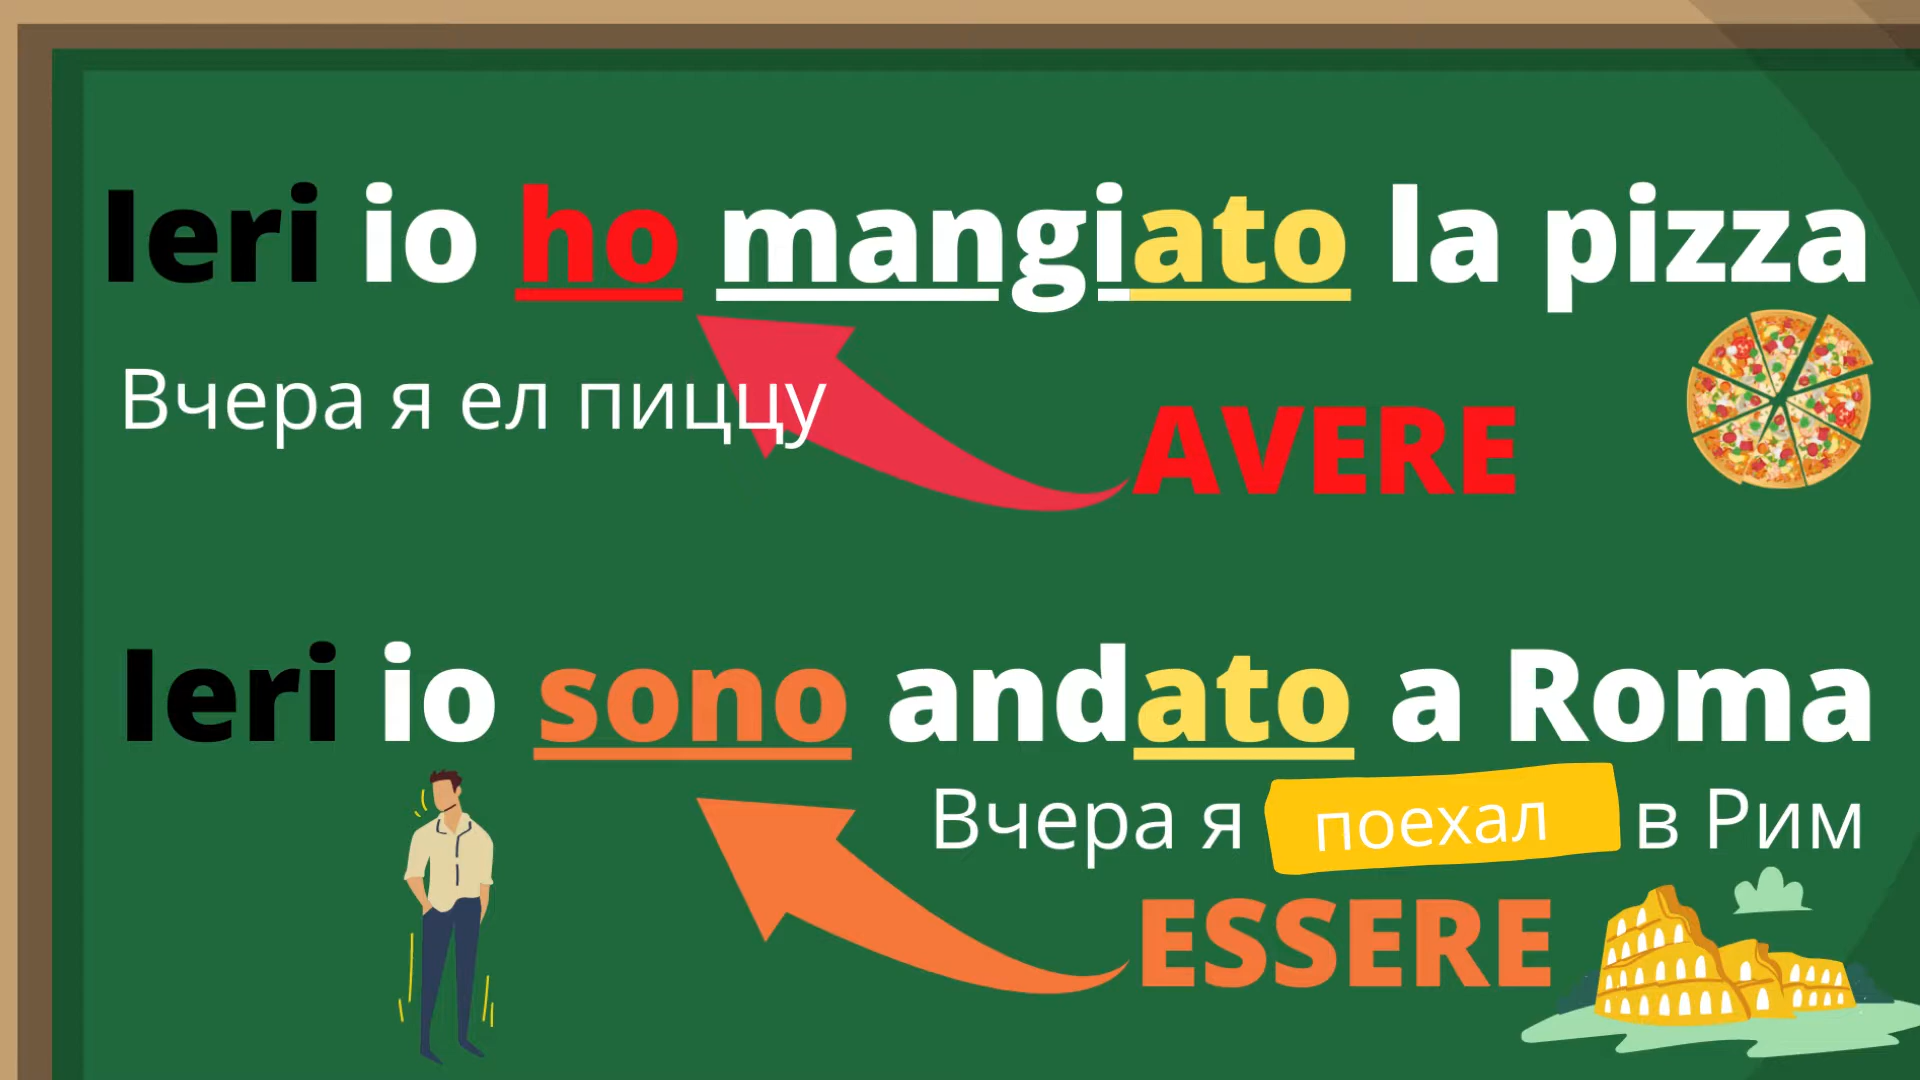 Ieri io ho mangiato la pizza
Вчера я ел пиццу
AVERE
Ieri io sono andato a Roma
Вчера я поехал в Рим
ESSERE